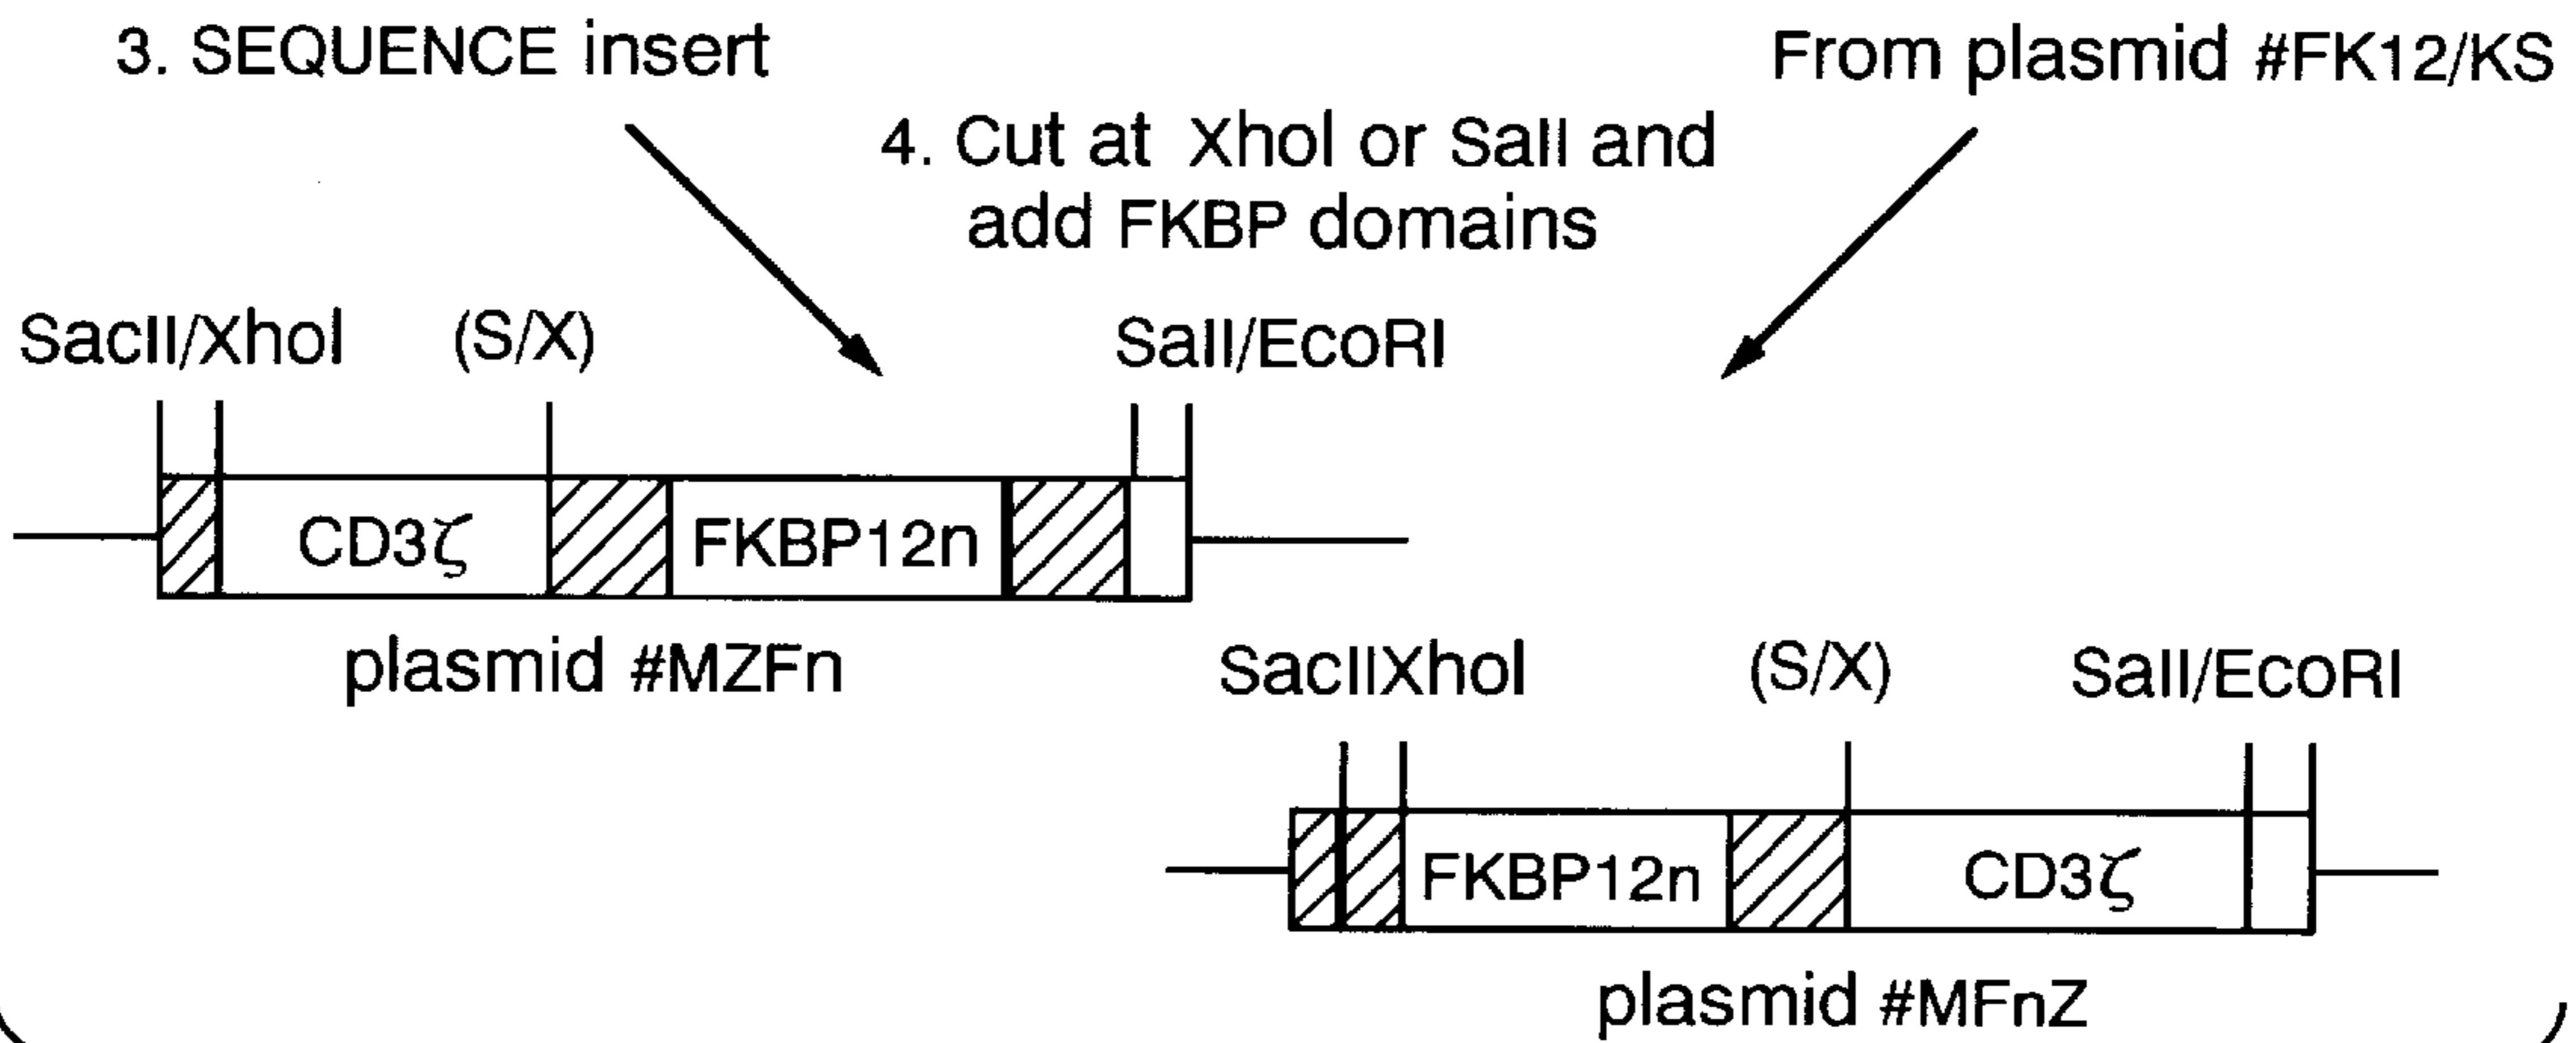 3. SEQUENCE insert
From plasmid #FK12/KS
4. Cut at XhoI or SalI and
add FKBP domains
SacII/XhoI (S/X) SalI/EcoRI
CD3ζ FKBP12n
plasmid #MZFn
SacIIXhoI (S/X) SalI/EcoRI
FKBP12n CD3ζ
plasmid #MFnZ